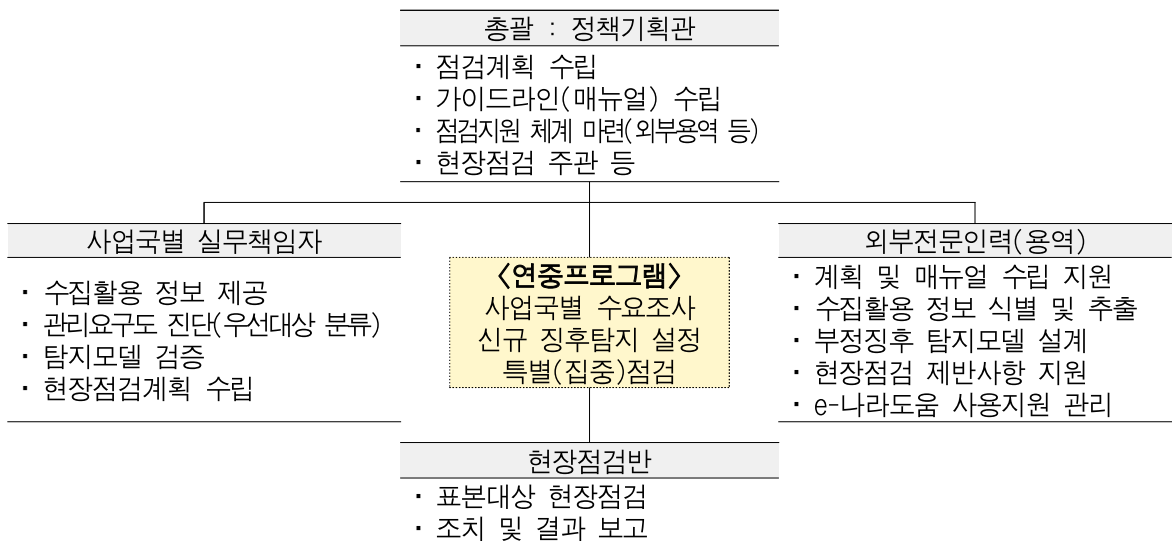 총괄 : 정책기획관
· 점검계획 수립
· 가이드라인(매뉴얼) 수립
· 점검지원 체계 마련(외부용역 등)
· 현장점검 주관 등
사업국별 실무책임자
· 수집활용 정보 제공
· 관리요구도 진단(우선대상 분류)
· 탐지모델 검증
· 현장점검계획 수립
〈연중프로그램〉
사업국별 수요조사
신규 징후탐지 설정
특별(집중)점검
외부전문인력(용역)
· 계획 및 매뉴얼 수립 지원
· 수집활용 정보 식별 및 추출
· 부정징후 탐지모델 설계
· 현장점검 제반사항 지원
· e-나라도움 사용지원 관리
현장점검반
· 표본대상 현장점검
· 조치 및 결과 보고